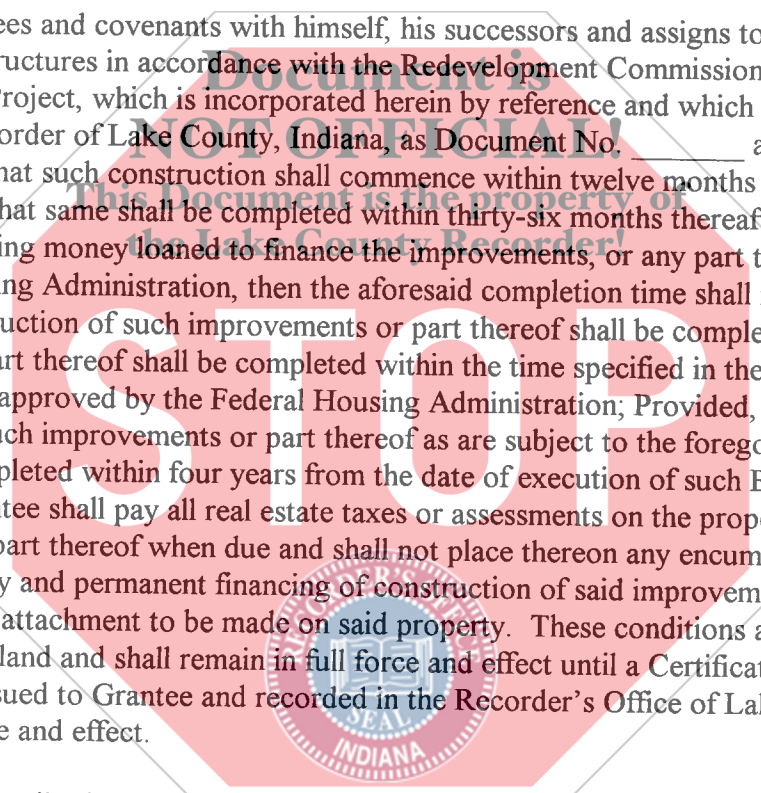 ees and covenants with himself, his successors and assigns to
ructures in accordance with the Redevelopment Commission
Document is
Project, which is incorporated herein by reference and which
order of Lake County, Indiana, as Document No. ________ a
NOT OFFICIAL!
hat such construction shall commence within twelve months
This Document is the property of
hat same shall be completed within thirty-six months thereaf
ing money loaned to finance the improvements, or any part t
the Lake County Recorder!
ng Administration, then the aforesaid completion time shall
uction of such improvements or part thereof shall be comple
art thereof shall be completed within the time specified in the
approved by the Federal Housing Administration; Provided,
uch improvements or part thereof as are subject to the forego
pleted within four years from the date of execution of such
STOP
tee shall pay all real estate taxes or assessments on the prop
part thereof when due and shall not place thereon any encum
y and permanent financing of construction of said improvem
attachment to be made on said property. These conditions a
land and shall remain in full force and effect until a Certificat
sued to Grantee and recorded in the Recorder's Office of La
SEAL
e and effect.
INDIANA